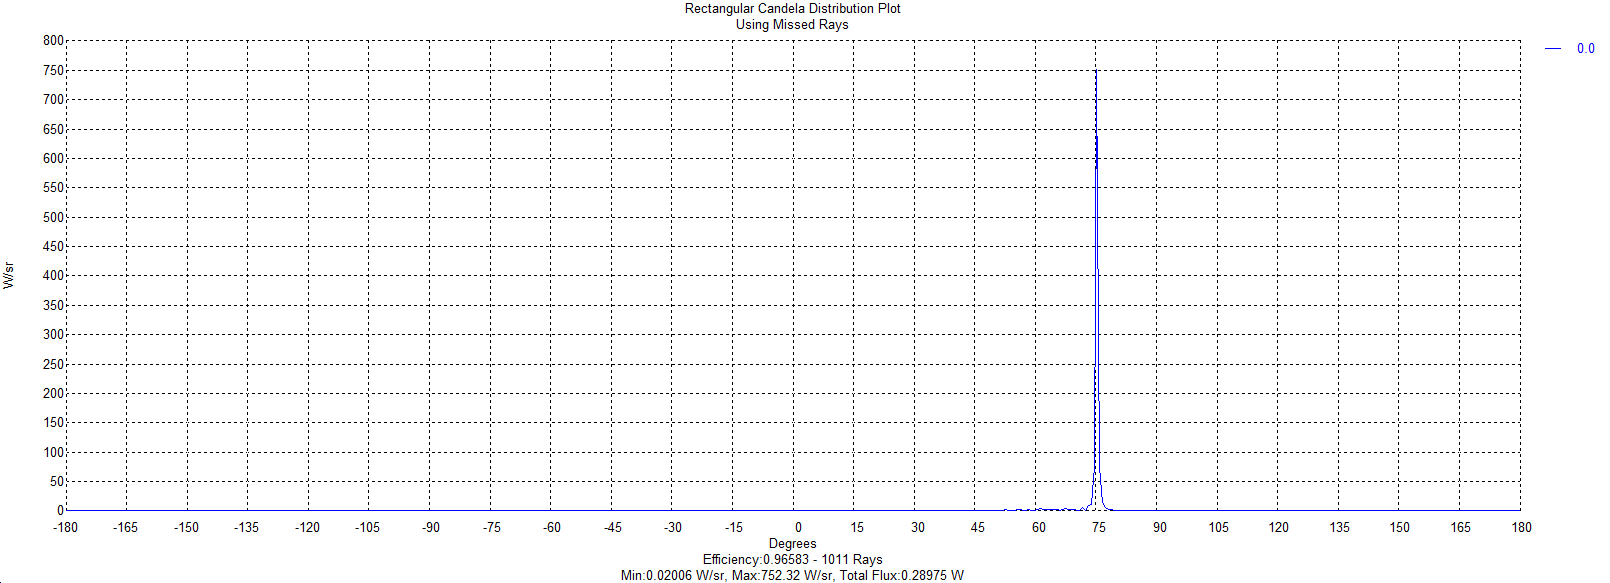 Rectangular Candela Distribution Plot
Using Missed Rays
0.0
800
750
700
650
600
550
500
450
400
350
300
250
200
150
100
50
0
W/sr
-180 -165 -150 -135 -120 -105 -90 -75 -60 -45 -30 -15 0 15 30 45 60 75 90 105 120 135 150 165 180
Degrees
Efficiency:0.96583 - 1011 Rays
Min:0.02006 W/sr, Max:752.32 W/sr, Total Flux:0.28975 W